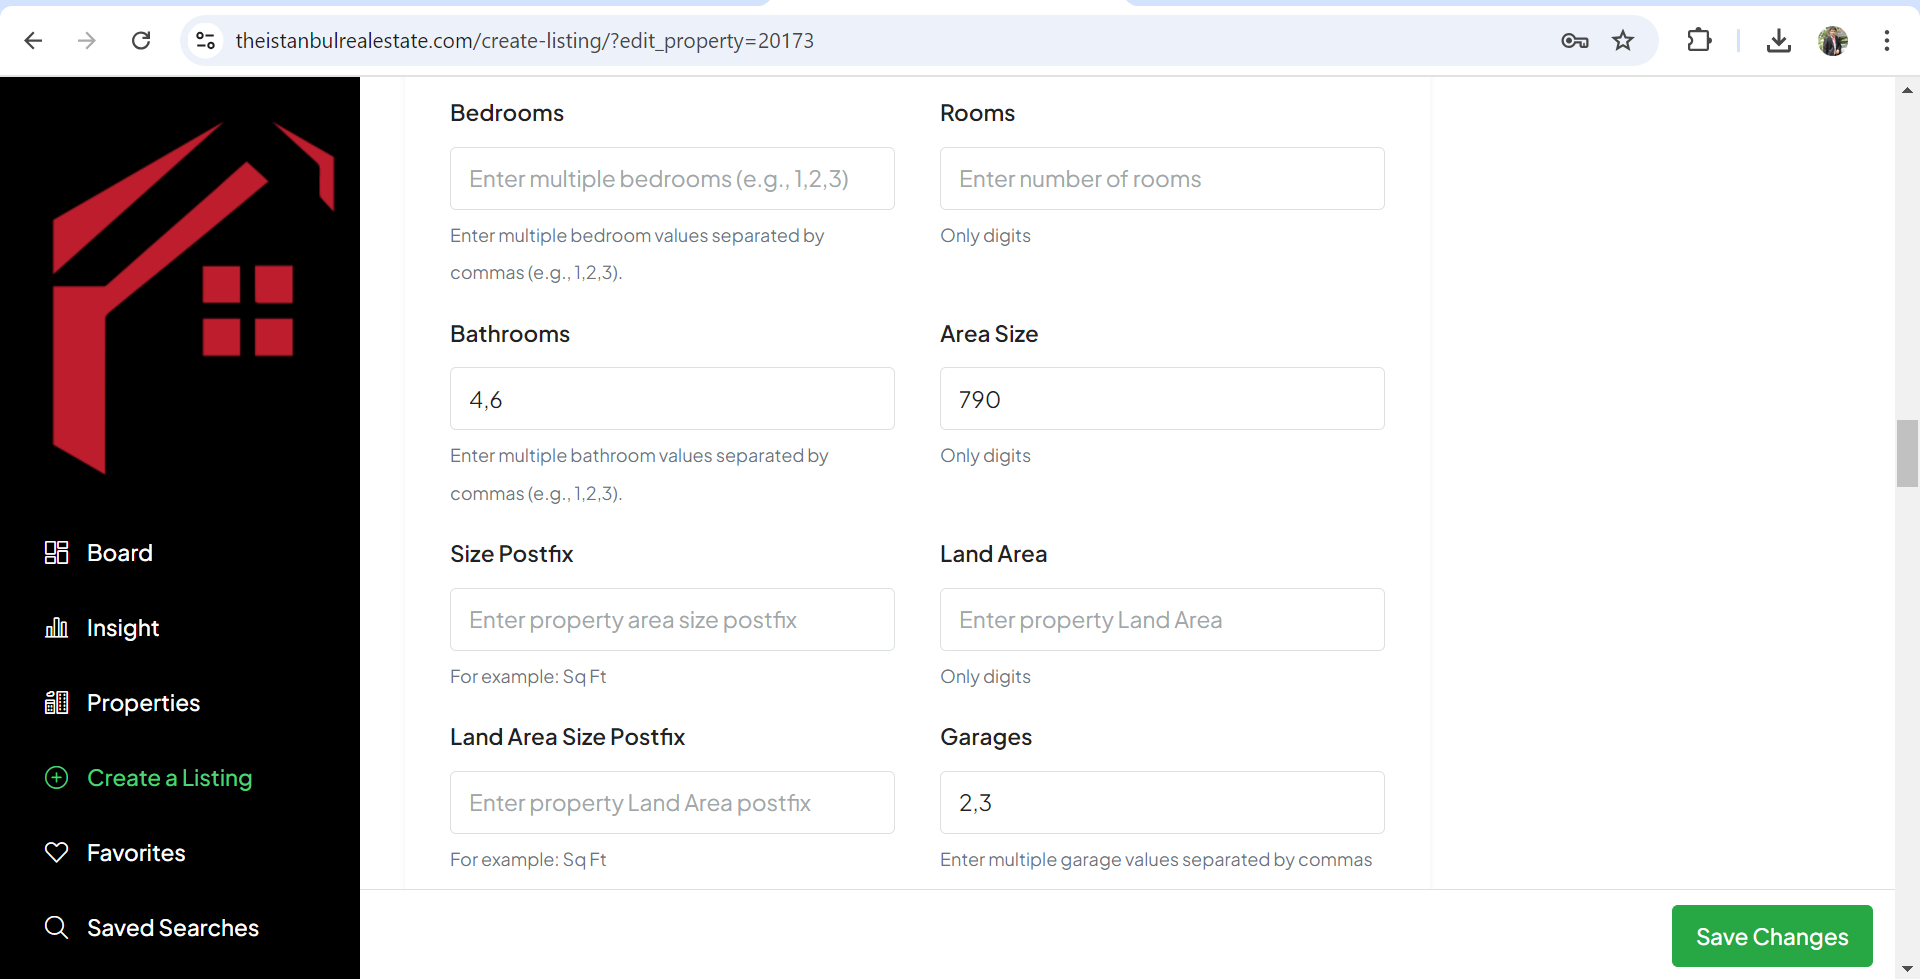 theistanbulrealestate.com/create-listing/?edit_property=20173
Bedrooms
Rooms
Enter multiple bedrooms (e.g., 1,2,3)
Enter number of rooms
Enter multiple bedroom values separated by
commas (e.g., 1,2,3).
Only digits
Bathrooms
Area Size
4,6
790
Enter multiple bathroom values separated by
commas (e.g., 1,2,3).
Only digits
Size Postfix
Land Area
Enter property area size postfix
Enter property Land Area
For example: Sq Ft
Only digits
Land Area Size Postfix
Garages
Enter property Land Area postfix
2,3
For example: Sq Ft
Enter multiple garage values separated by commas
Board
Insight
Properties
Create a Listing
Favorites
Saved Searches
Save Changes